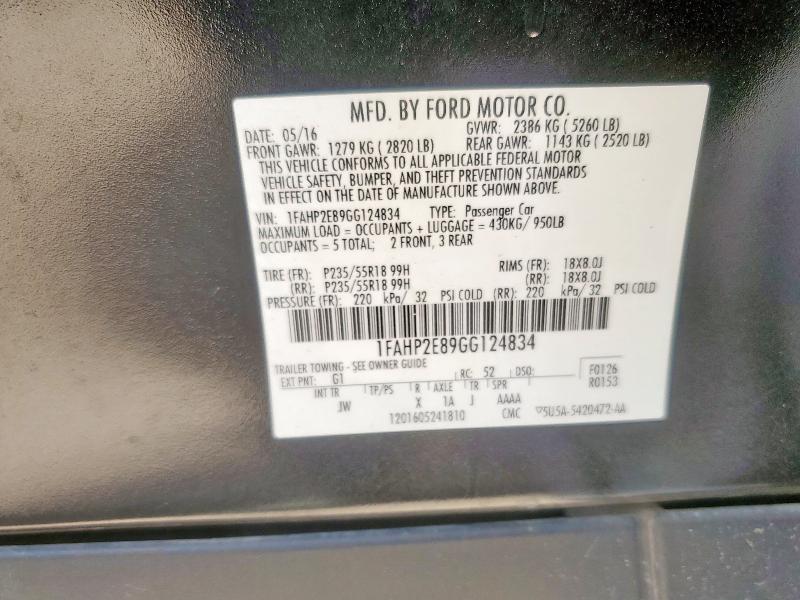 MFD. BY FORD MOTOR CO.
DATE: 05/16 GVWR: 2386 KG ( 5260 LB)
FRONT GAWR: 1279 KG ( 2820 LB) REAR GAWR: 1143 KG ( 2520 LB)
THIS VEHICLE CONFORMS TO ALL APPLICABLE FEDERAL MOTOR
VEHICLE SAFETY, BUMPER, AND THEFT PREVENTION STANDARDS
IN EFFECT ON THE DATE OF MANUFACTURE SHOWN ABOVE.
VIN: 1FAHP2E89GG124834 TYPE: Passenger Car
MAXIMUM LOAD = OCCUPANTS + LUGGAGE = 430KG/ 950LB
OCCUPANTS = 5 TOTAL; 2 FRONT, 3 REAR
TIRE (FR): P235/55R18 99H RIMS (FR): 18X8.0J
(RR): P235/55R18 99H (RR): 18X8.0J
PRESSURE (FR): 220 kPa/ 32 PSI COLD (RR): 220 kPa/ 32 PSI COLD
1FAHP2E89GG124834
TRAILER TOWING - SEE OWNER GUIDE
EXT PNT: G1 RC: 52 DSO: F0126
INT TR TP/PS R AXLE TR SPR R0153
JW X 1A J AAAA
1201605241810 CMC 5U5A-5420472-AA